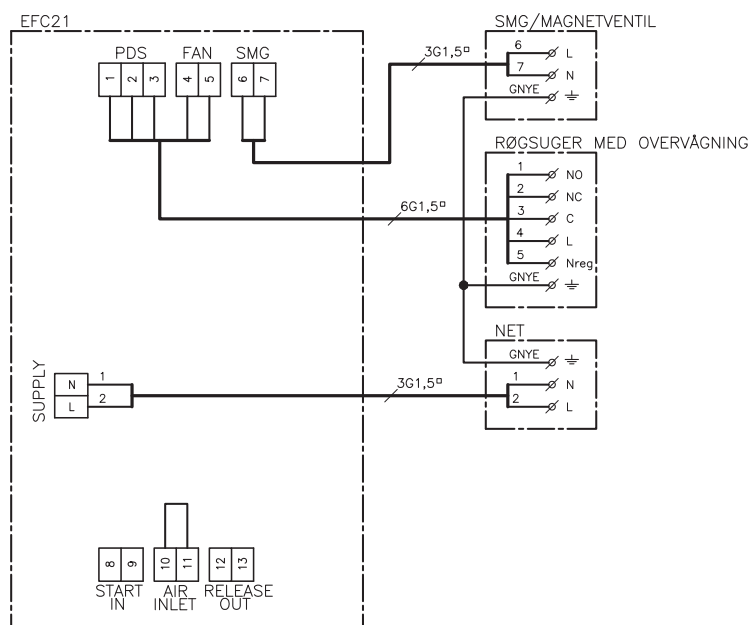 EFC21
SMG/MAGNETVENTIL
PDS FAN SMG
1 2 3 4 5 6 7
3G1,5▫
6 L
7 N
GNYE
RØGSUGER MED OVERVÅGNING
1 NO
2 NC
3 C
4 L
5 Nreg
GNYE
6G1,5▫
NET
GNYE
1 N
2 L
3G1,5▫
SUPPLY
N 1
L 2
8 9 10 11 12 13
START IN
AIR INLET
RELEASE OUT